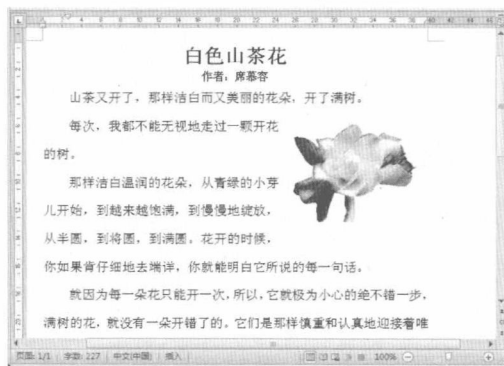 白色山茶花
作者：席慕容
山茶又开了，那样洁白而又美丽的花朵，开了满树。
每次，我都不能无视地走过一颗开花
的树。
那样洁白温润的花朵，从青绿的小芽
儿开始，到越来越饱满，到慢慢地绽放，
从半圆，到将圆，到满圆。花开的时候，
你如果肯仔细地去端详，你就能明白它所说的每一句话。
就因为每一朵花只能开一次，所以，它就极为小心的绝不错一步，
满树的花，就没有一朵开错了的。它们是那样慎重和认真地迎接着唯
页面: 1/1 字数: 227 中文(中国) 插入 100%